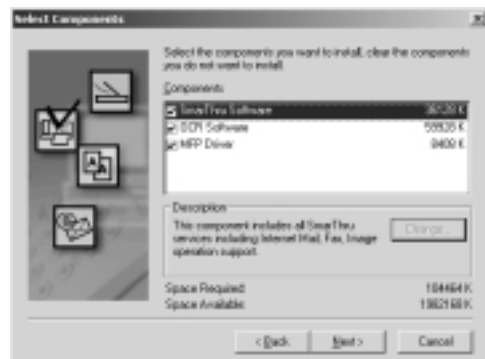 Select Components
Select the components you want to install, clear the components
you do not want to install.
Components
SmarThru Software
OCR Software
MFP Driver 8400 K
Description
This component includes all SmarThru
services including Internet Mail, Fax, Image
operation support.
Change...
Space Required: 104464 K
Space Available: 1982168 K
< Back
Next >
Cancel